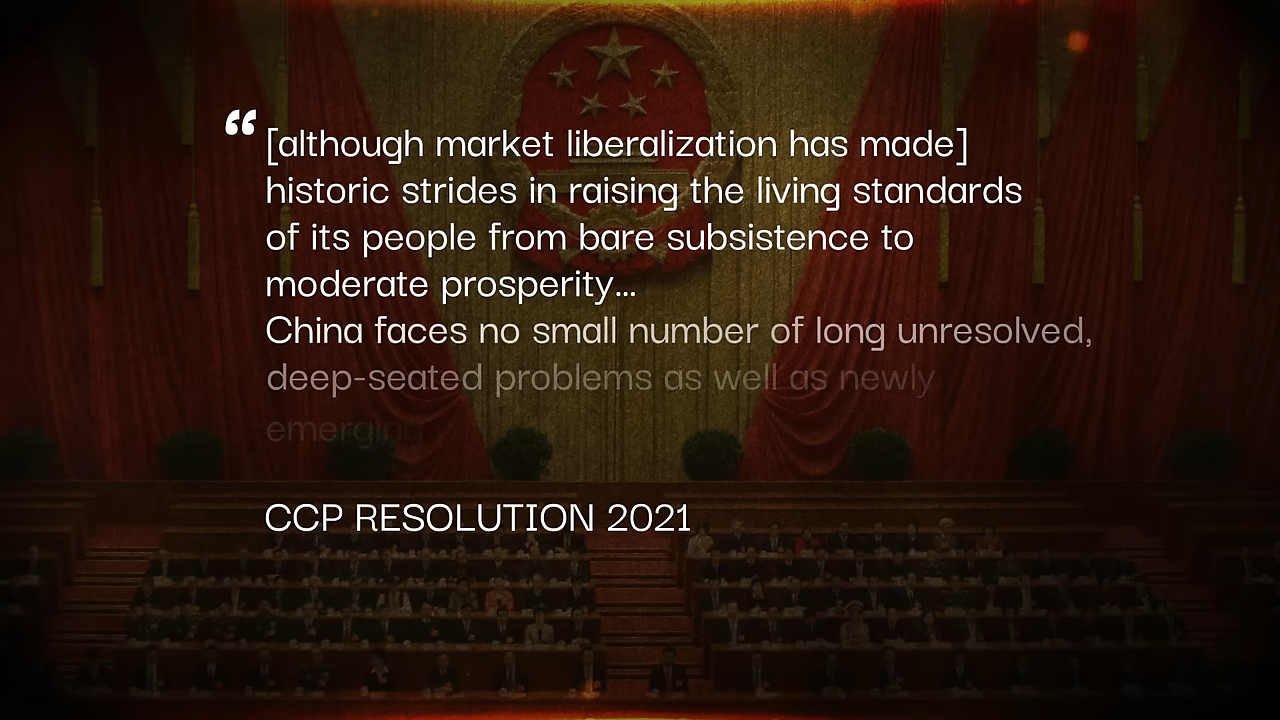 “[although market liberalization has made]
historic strides in raising the living standards
of its people from bare subsistence to
moderate prosperity...
China faces no small number of long unresolved,
deep-seated problems as well as newly
emerging
CCP RESOLUTION 2021